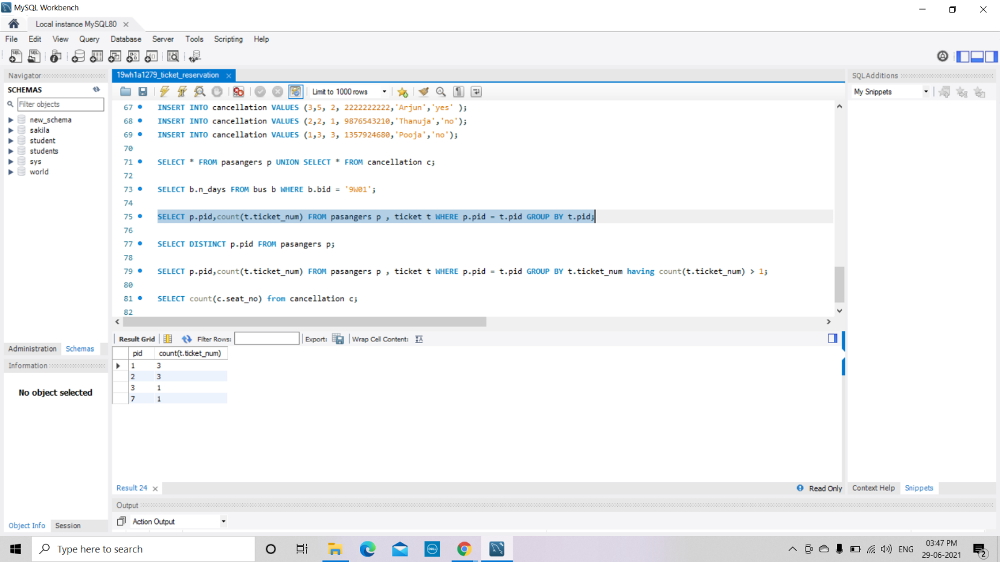 MySQL Workbench
Local instance MySQL80
File Edit View Query Database Server Tools Scripting Help
Navigator
SCHEMAS
Filter objects
new_schema
sakila
student
students
sys
world
Administration Schemas
Information
No object selected
Object Info Session
19wh1a1279_ticket_reservation
Limit to 1000 rows
67 INSERT INTO cancellation VALUES (3,5, 2, 2222222222,'Arjun','yes' );
68 INSERT INTO cancellation VALUES (2,2, 1, 9876543210,'Thanuja','no');
69 INSERT INTO cancellation VALUES (1,3, 3, 1357924680,'Pooja','no');
70
71 SELECT * FROM pasangers p UNION SELECT * FROM cancellation c;
72
73 SELECT b.n_days FROM bus b WHERE b.bid = '9W01';
74
75 SELECT p.pid,count(t.ticket_num) FROM pasangers p , ticket t WHERE p.pid = t.pid GROUP BY t.pid;
76
77 SELECT DISTINCT p.pid FROM pasangers p;
78
79 SELECT p.pid,count(t.ticket_num) FROM pasangers p , ticket t WHERE p.pid = t.pid GROUP BY t.ticket_num having count(t.ticket_num) > 1;
80
81 SELECT count(c.seat_no) from cancellation c;
82
Result Grid Filter Rows: Export: Wrap Cell Content:
pid count(t.ticket_num)
1 3
2 3
3 1
7 1
Result 24
Read Only
Output
Action Output
SQLAdditions
My Snippets
Context Help Snippets
Type here to search
DELL
ENG
03:47 PM
29-06-2021
2